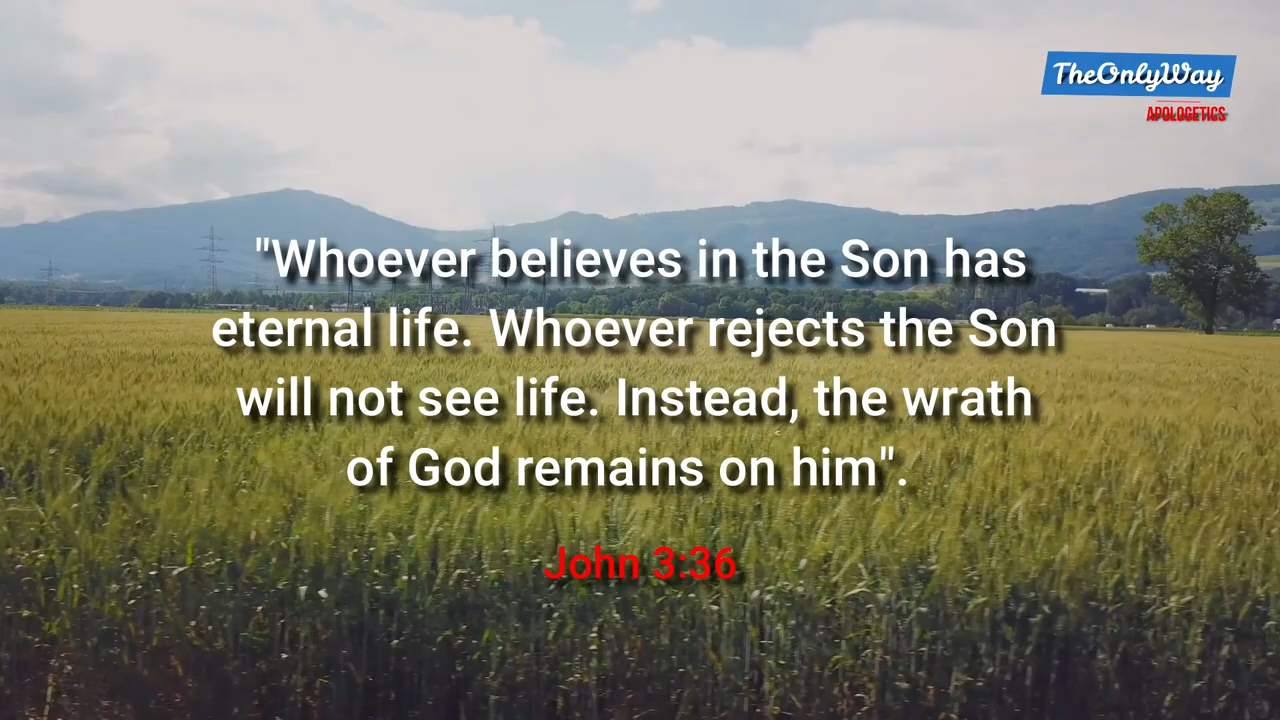 TheOnlyWay
APOLOGETICS
"Whoever believes in the Son has
eternal life. Whoever rejects the Son
will not see life. Instead, the wrath
of God remains on him".
John 3:36